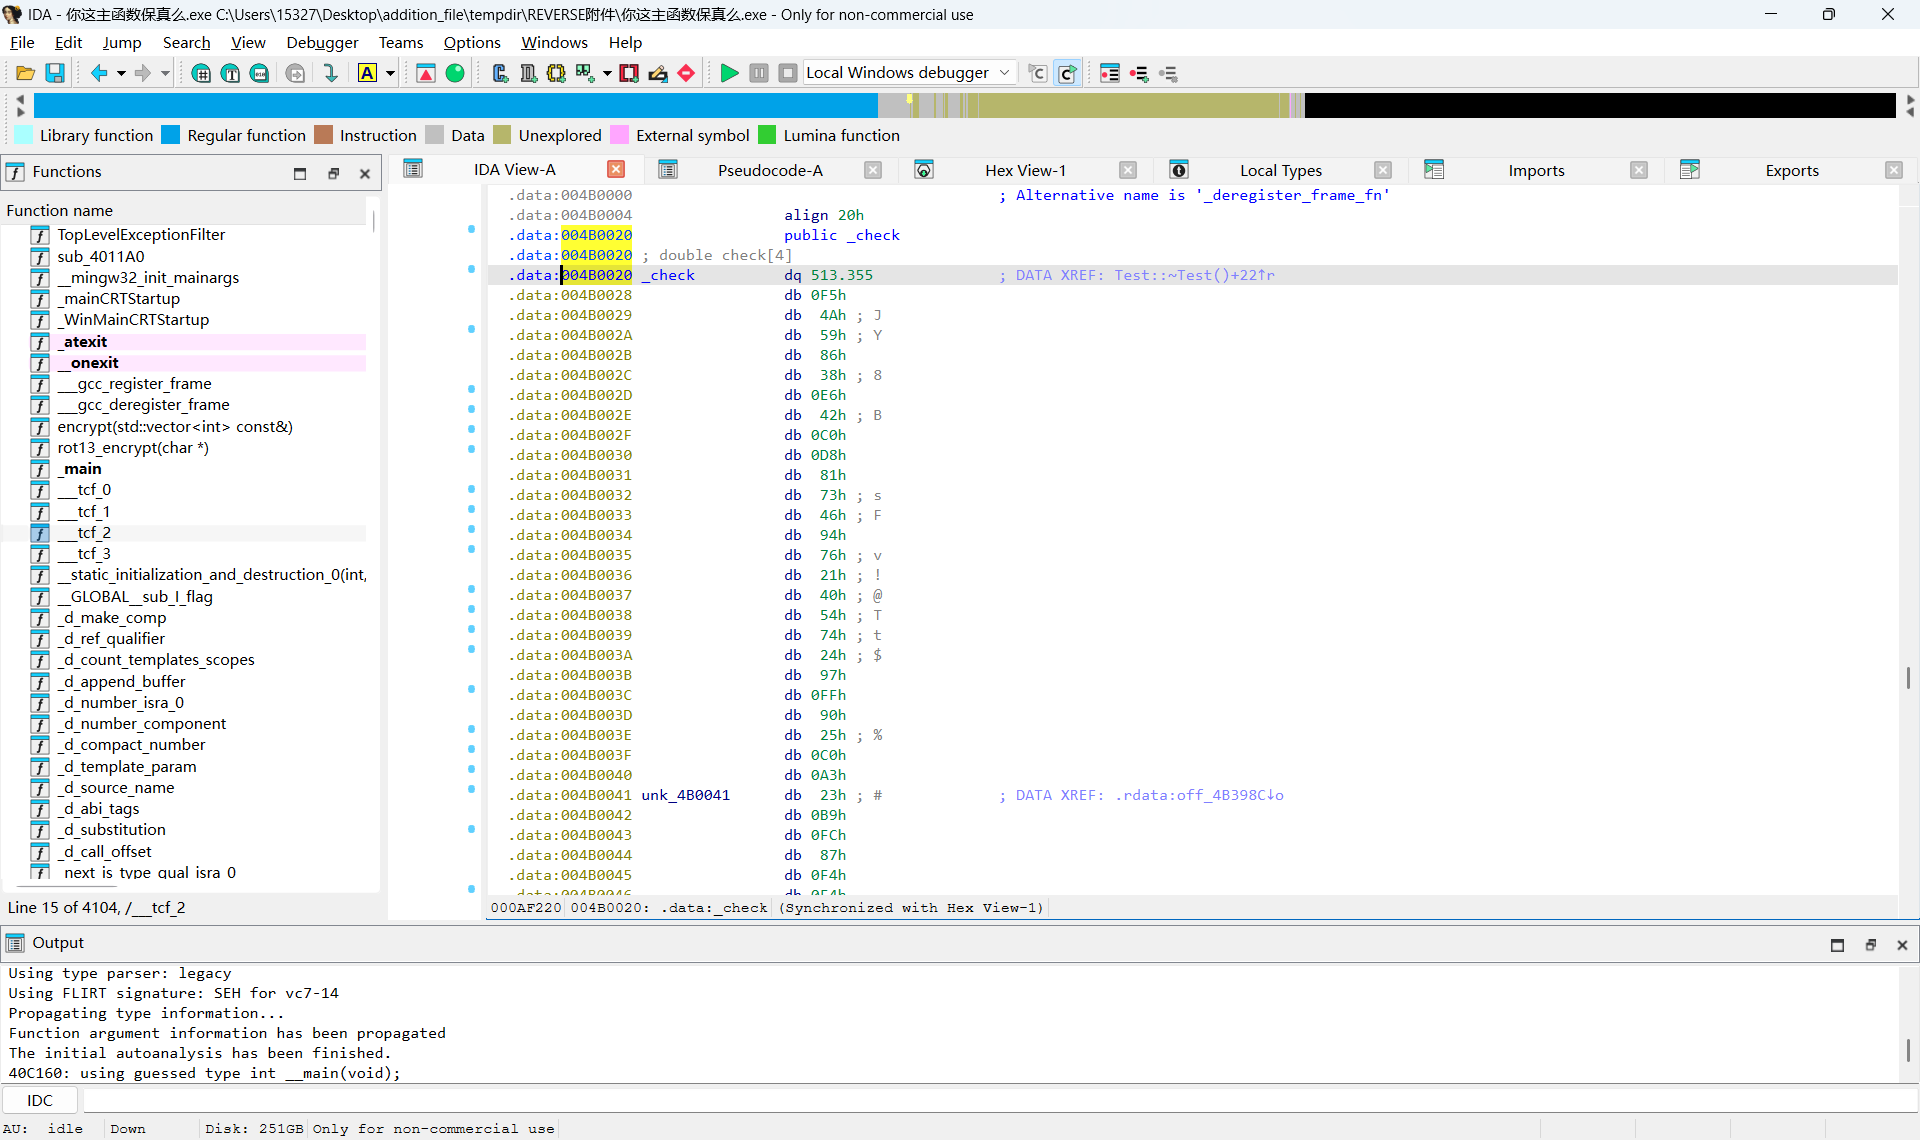 IDA - 你这主函数保真么.exe C:\Users\15327\Desktop\addition_file\tempdir\REVERSE附件\你这主函数保真么.exe - Only for non-commercial use
File Edit Jump Search View Debugger Teams Options Windows Help
Local Windows debugger
Library function Regular function Instruction Data Unexplored External symbol Lumina function
Functions
Function name
TopLevelExceptionFilter
sub_4011A0
__mingw32_init_mainargs
_mainCRTStartup
_WinMainCRTStartup
_atexit
__onexit
___gcc_register_frame
___gcc_deregister_frame
encrypt(std::vector<int> const&)
rot13_encrypt(char *)
_main
___tcf_0
___tcf_1
___tcf_2
___tcf_3
__static_initialization_and_destruction_0(int,
__GLOBAL__sub_I_flag
_d_make_comp
_d_ref_qualifier
_d_count_templates_scopes
_d_append_buffer
_d_number_isra_0
_d_number_component
_d_compact_number
_d_template_param
_d_source_name
_d_abi_tags
_d_substitution
_d_call_offset
next is type qual isra 0
Line 15 of 4104, /___tcf_2
IDA View-A Pseudocode-A Hex View-1 Local Types Imports Exports
.data:004B0000 ; Alternative name is '_deregister_frame_fn'
.data:004B0004 align 20h
.data:004B0020 public _check
.data:004B0020 ; double check[4]
.data:004B0020 _check dq 513.355 ; DATA XREF: Test::~Test()+22↑r
.data:004B0028 db 0F5h
.data:004B0029 db 4Ah ; J
.data:004B002A db 59h ; Y
.data:004B002B db 86h
.data:004B002C db 38h ; 8
.data:004B002D db 0E6h
.data:004B002E db 42h ; B
.data:004B002F db 0C0h
.data:004B0030 db 0D8h
.data:004B0031 db 81h
.data:004B0032 db 73h ; s
.data:004B0033 db 46h ; F
.data:004B0034 db 94h
.data:004B0035 db 76h ; v
.data:004B0036 db 21h ; !
.data:004B0037 db 40h ; @
.data:004B0038 db 54h ; T
.data:004B0039 db 74h ; t
.data:004B003A db 24h ; $
.data:004B003B db 97h
.data:004B003C db 0FFh
.data:004B003D db 90h
.data:004B003E db 25h ; %
.data:004B003F db 0C0h
.data:004B0040 db 0A3h
.data:004B0041 unk_4B0041 db 23h ; # ; DATA XREF: .rdata:off_4B398C↓o
.data:004B0042 db 0B9h
.data:004B0043 db 0FCh
.data:004B0044 db 87h
.data:004B0045 db 0F4h
.data:004B0046 db 0F4h
000AF220 004B0020: .data:_check (Synchronized with Hex View-1)
Output
Using type parser: legacy
Using FLIRT signature: SEH for vc7-14
Propagating type information...
Function argument information has been propagated
The initial autoanalysis has been finished.
40C160: using guessed type int __main(void);
IDC
AU: idle Down Disk: 251GB Only for non-commercial use